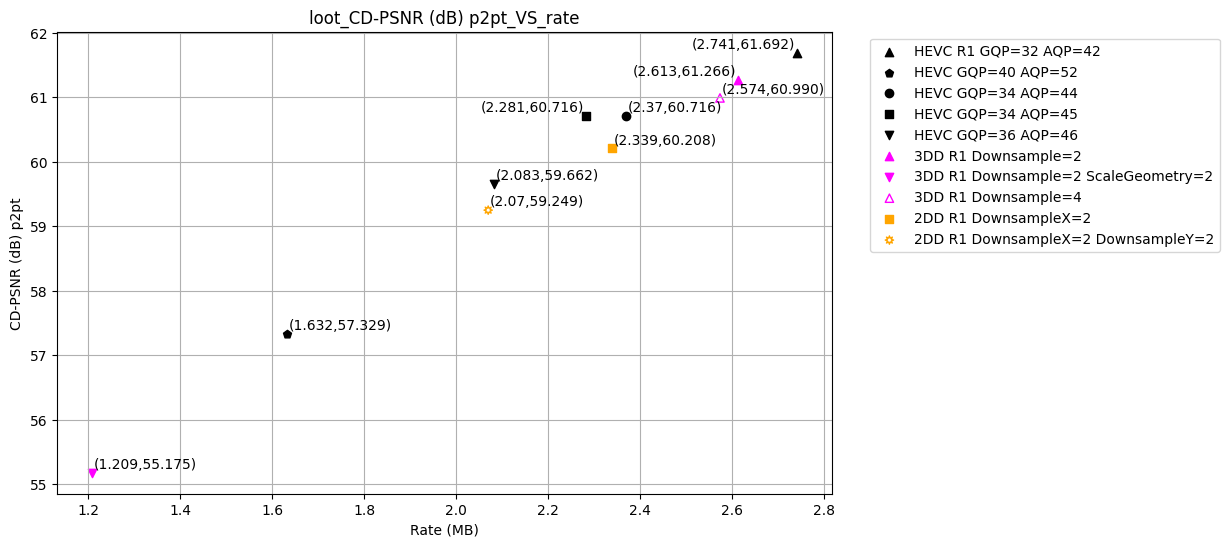 loot_CD-PSNR (dB) p2pt_VS_rate
CD-PSNR (dB) p2pt
62
61
60
59
58
57
56
55
(2.741,61.692)
(2.613,61.266)
(2.574,60.990)
(2.281,60.716)
(2.37,60.716)
(2.339,60.208)
(2.083,59.662)
(2.07,59.249)
(1.632,57.329)
(1.209,55.175)
1.2
1.4
1.6
1.8
2.0
2.2
2.4
2.6
2.8
Rate (MB)
HEVC R1 GQP=32 AQP=42
HEVC GQP=40 AQP=52
HEVC GQP=34 AQP=44
HEVC GQP=34 AQP=45
HEVC GQP=36 AQP=46
3DD R1 Downsample=2
3DD R1 Downsample=2 ScaleGeometry=2
3DD R1 Downsample=4
2DD R1 DownsampleX=2
2DD R1 DownsampleX=2 DownsampleY=2